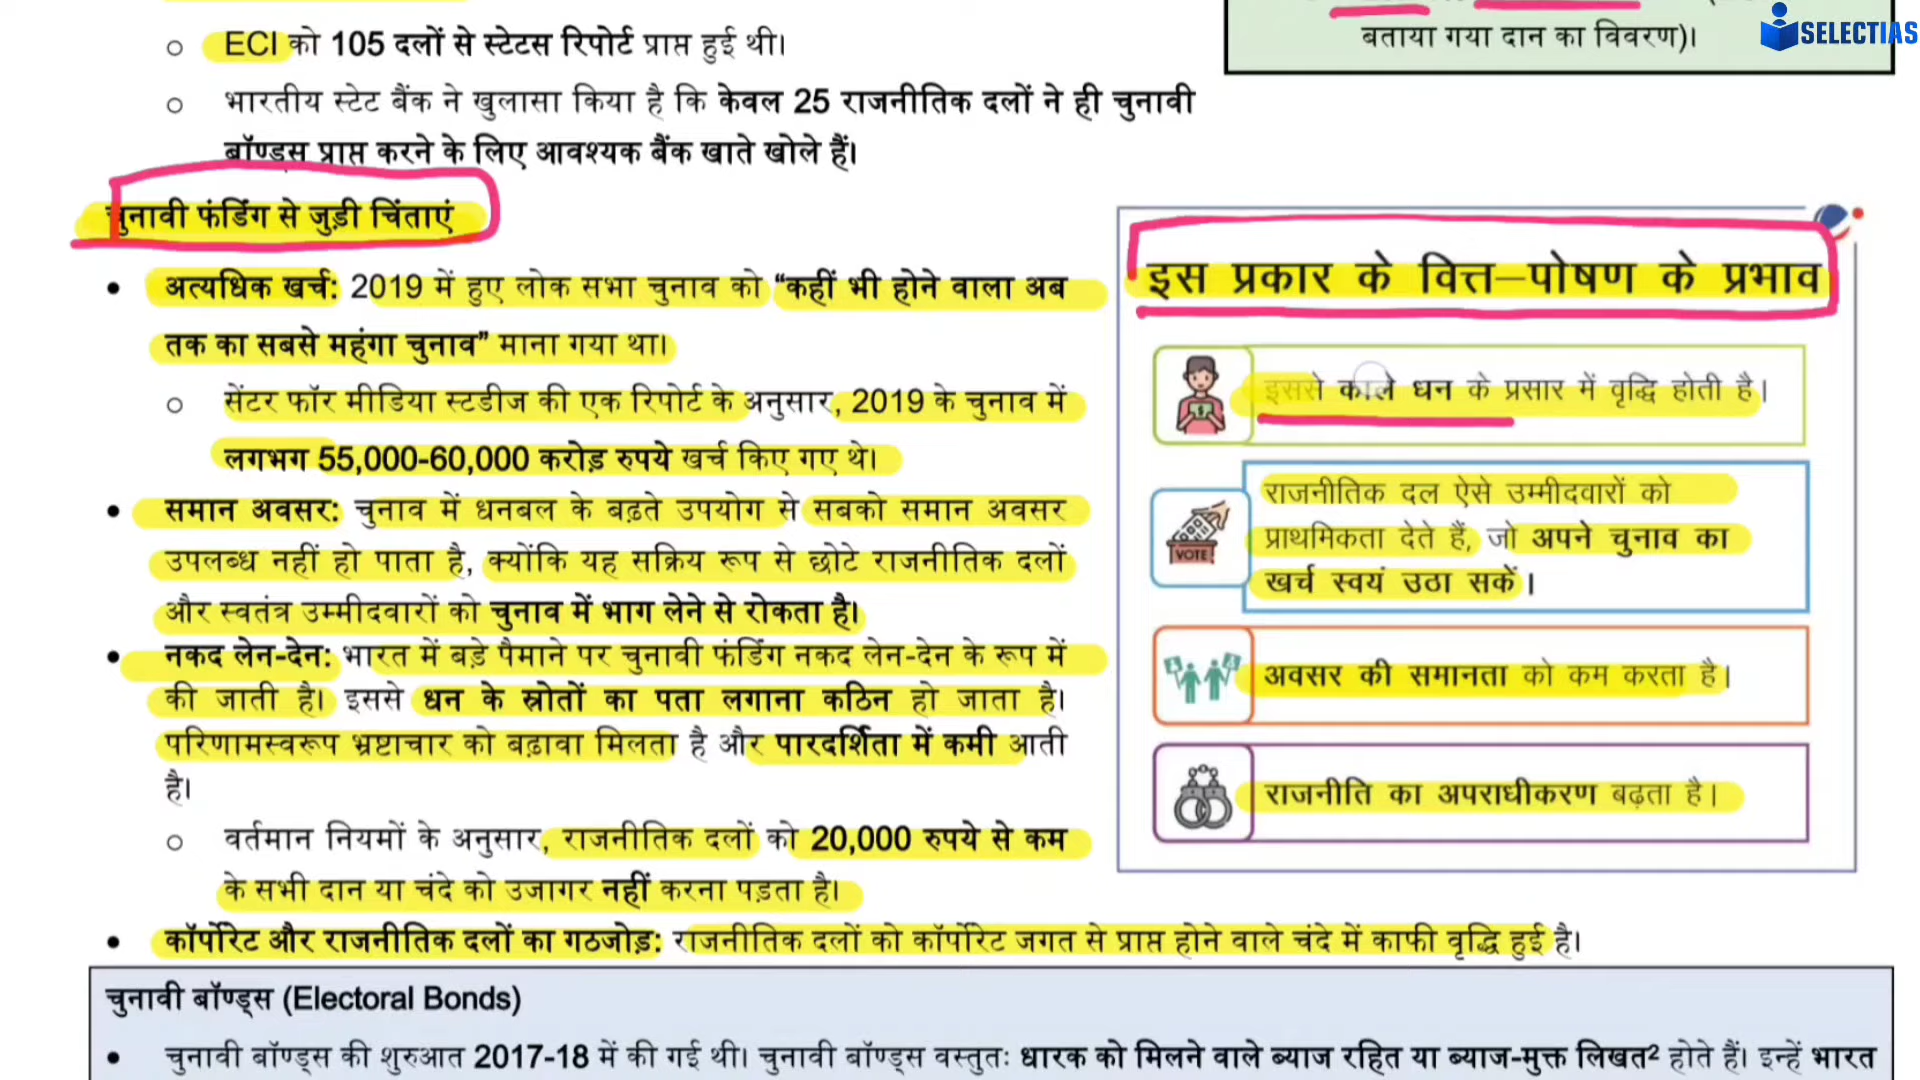 SELECTIAS
बताया गया दान का विवरण)।
ECI को 105 दलों से स्टेटस रिपोर्ट प्राप्त हुई थी।
भारतीय स्टेट बैंक ने खुलासा किया है कि केवल 25 राजनीतिक दलों ने ही चुनावी
बॉण्ड्स प्राप्त करने के लिए आवश्यक बैंक खाते खोले हैं।
चुनावी फंडिंग से जुड़ी चिंताएं
अत्यधिक खर्च: 2019 में हुए लोक सभा चुनाव को “कहीं भी होने वाला अब
तक का सबसे महंगा चुनाव” माना गया था।
सेंटर फॉर मीडिया स्टडीज की एक रिपोर्ट के अनुसार, 2019 के चुनाव में
लगभग 55,000-60,000 करोड़ रुपये खर्च किए गए थे।
समान अवसर: चुनाव में धनबल के बढ़ते उपयोग से सबको समान अवसर
उपलब्ध नहीं हो पाता है, क्योंकि यह सक्रिय रूप से छोटे राजनीतिक दलों
और स्वतंत्र उम्मीदवारों को चुनाव में भाग लेने से रोकता है।
नकद लेन-देन: भारत में बड़े पैमाने पर चुनावी फंडिंग नकद लेन-देन के रूप में
की जाती है। इससे धन के स्रोतों का पता लगाना कठिन हो जाता है।
परिणामस्वरूप भ्रष्टाचार को बढ़ावा मिलता है और पारदर्शिता में कमी आती
है।
वर्तमान नियमों के अनुसार, राजनीतिक दलों को 20,000 रुपये से कम
के सभी दान या चंदे को उजागर नहीं करना पड़ता है।
कॉर्पोरेट और राजनीतिक दलों का गठजोड़: राजनीतिक दलों को कॉर्पोरेट जगत से प्राप्त होने वाले चंदे में काफी वृद्धि हुई है।
इस प्रकार के वित्त–पोषण के प्रभाव
इससे काले धन के प्रसार में वृद्धि होती है।
राजनीतिक दल ऐसे उम्मीदवारों को
प्राथमिकता देते हैं, जो अपने चुनाव का
खर्च स्वयं उठा सकें।
VOTE
अवसर की समानता को कम करता है।
राजनीति का अपराधीकरण बढ़ता है।
चुनावी बॉण्ड्स (Electoral Bonds)
चुनावी बॉण्ड्स की शुरुआत 2017-18 में की गई थी। चुनावी बॉण्ड्स वस्तुतः धारक को मिलने वाले ब्याज रहित या ब्याज-मुक्त लिखत² होते हैं। इन्हें भारत